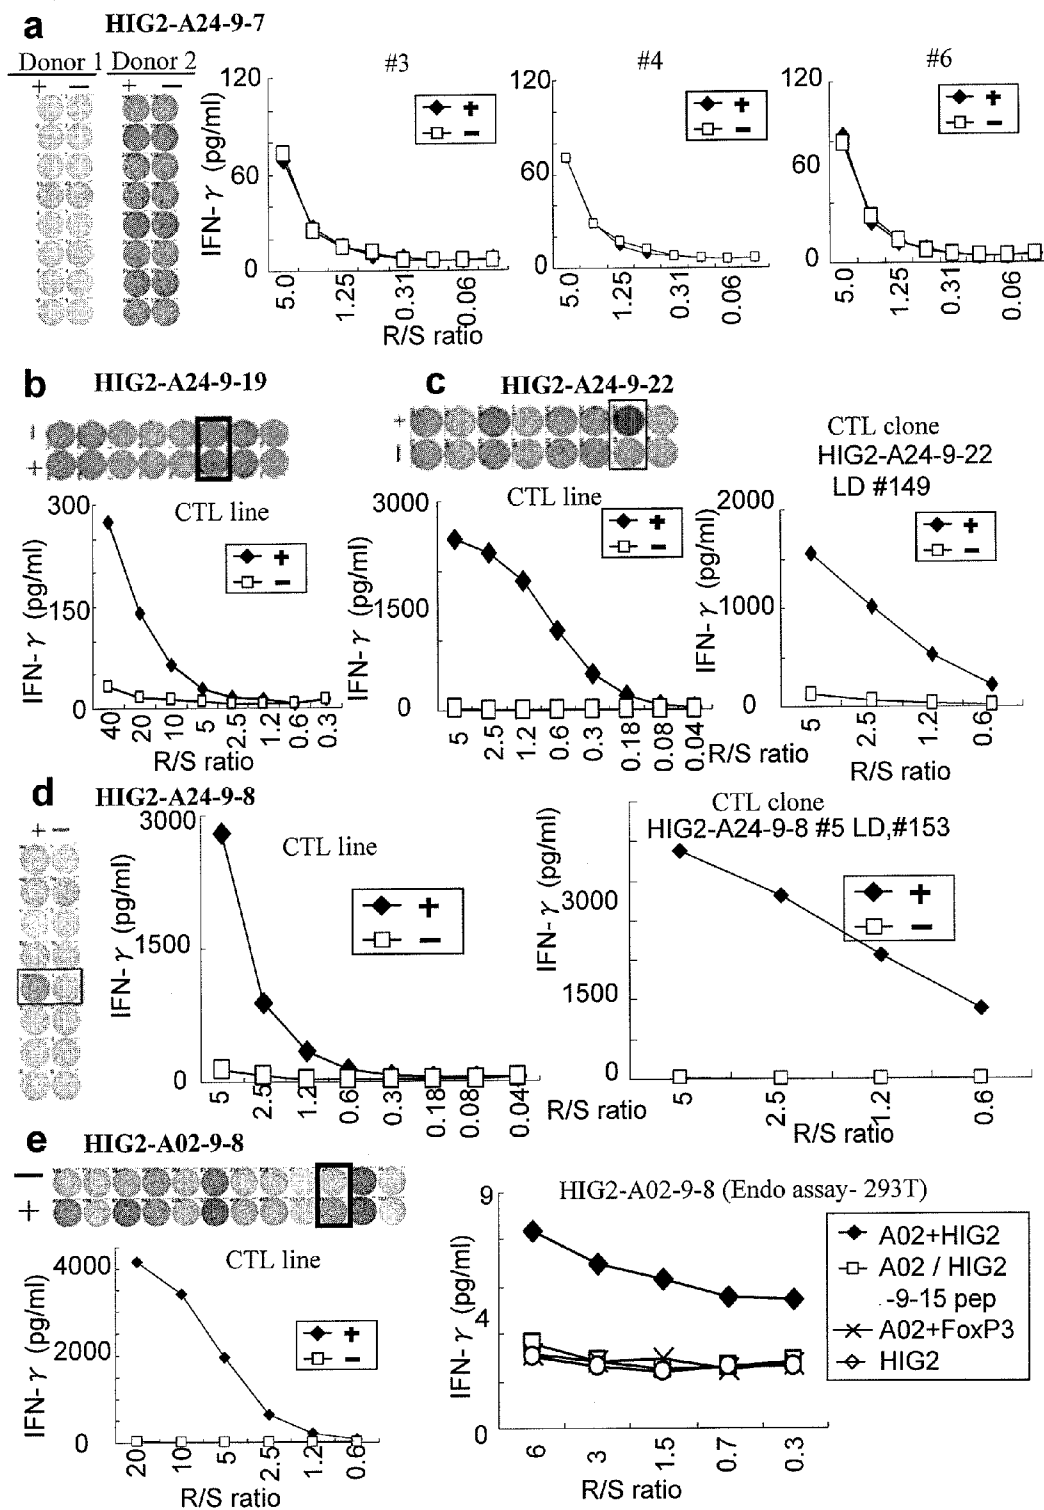 a HIG2-A24-9-7
Donor 1 Donor 2
+ − + −
#3
#4
#6
120
60
0
IFN-γ (pg/ml)
+
−
5.0 1.25 0.31 0.06
R/S ratio
120
60
0
+
−
5.0 1.25 0.31 0.06
120
60
0
+
−
5.0 1.25 0.31 0.06
b HIG2-A24-9-19
−
+
CTL line
300
150
0
IFN-γ (pg/ml)
+
−
40 20 10 5 2.5 1.2 0.6 0.3
R/S ratio
c HIG2-A24-9-22
+
−
CTL line
3000
1500
0
IFN-γ (pg/ml)
+
−
5 2.5 1.2 0.6 0.3 0.18 0.08 0.04
R/S ratio
CTL clone
HIG2-A24-9-22
LD #149
2000
1000
0
IFN-γ (pg/ml)
+
−
5 2.5 1.2 0.6
R/S ratio
d HIG2-A24-9-8
+ −
CTL line
3000
1500
0
IFN-γ (pg/ml)
+
−
5 2.5 1.2 0.6 0.3 0.18 0.08 0.04
R/S ratio
CTL clone
HIG2-A24-9-8 #5 LD,#153
3000
1500
0
IFN-γ (pg/ml)
+
−
5 2.5 1.2 0.6
R/S ratio
e HIG2-A02-9-8
−
+
CTL line
4000
2000
0
IFN-γ (pg/ml)
+
−
20 10 5 2.5 1.2 0.6
R/S ratio
HIG2-A02-9-8 (Endo assay- 293T)
9
4
0
IFN-γ (pg/ml)
A02+HIG2
A02 / HIG2
-9-15 pep
A02+FoxP3
HIG2
6 3 1.5 0.7 0.3
R/S ratio